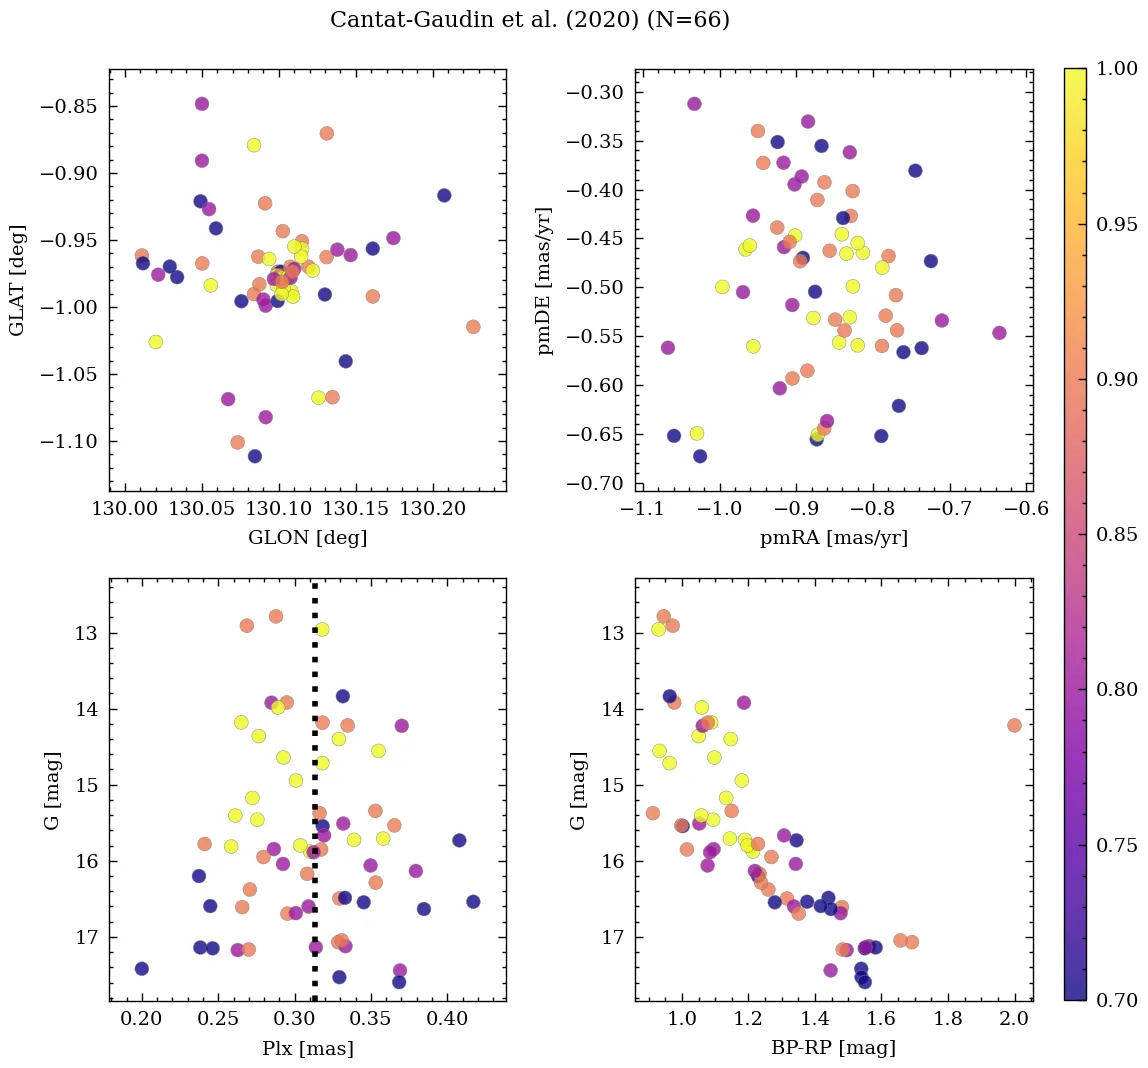 Cantat-Gaudin et al. (2020) (N=66)
−0.85
−0.90
−0.95
−1.00
−1.05
−1.10
GLAT [deg]
130.00 130.05 130.10 130.15 130.20
GLON [deg]
−0.30
−0.35
−0.40
−0.45
−0.50
−0.55
−0.60
−0.65
−0.70
pmDE [mas/yr]
−1.1 −1.0 −0.9 −0.8 −0.7 −0.6
pmRA [mas/yr]
13
14
15
16
17
G [mag]
0.20 0.25 0.30 0.35 0.40
Plx [mas]
13
14
15
16
17
G [mag]
1.0 1.2 1.4 1.6 1.8 2.0
BP-RP [mag]
1.00
0.95
0.90
0.85
0.80
0.75
0.70